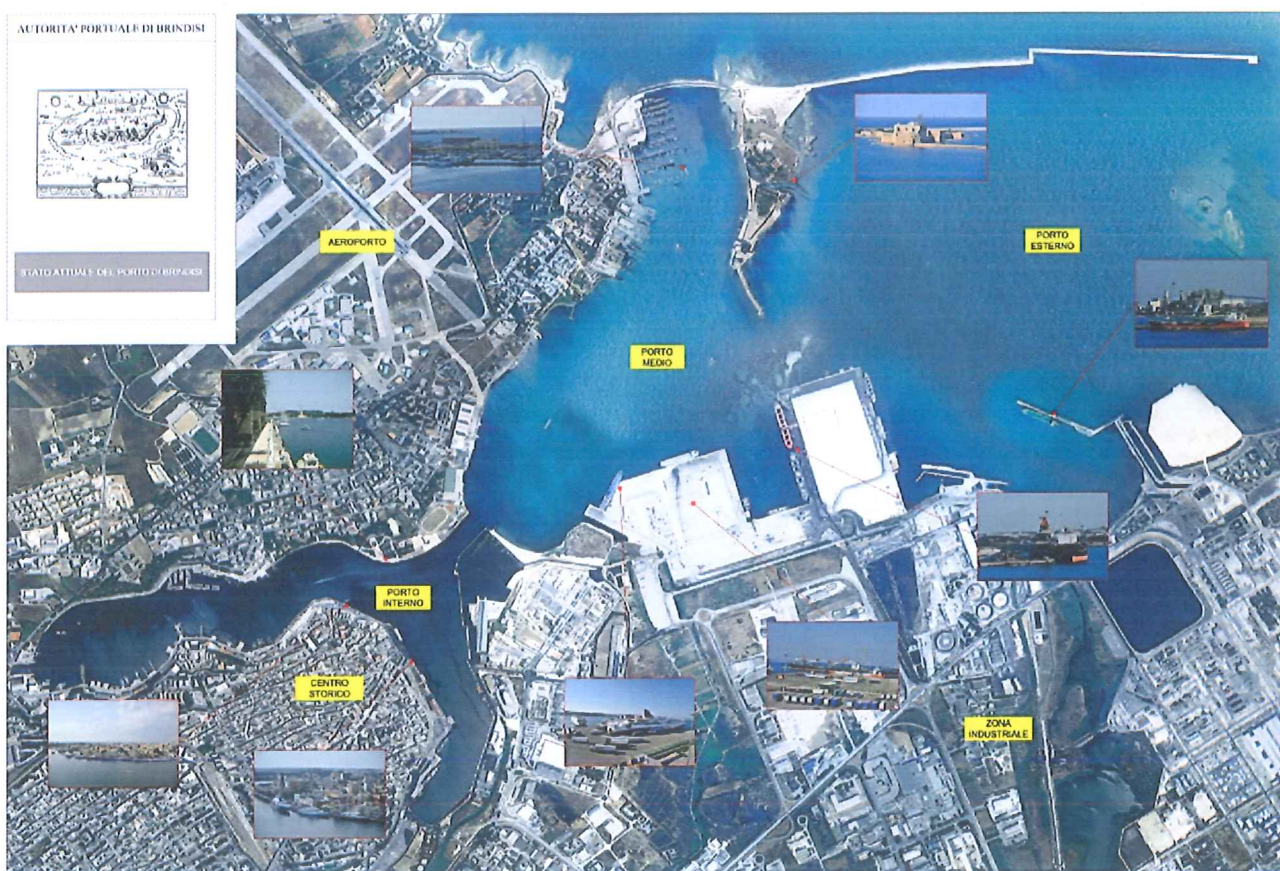 AUTORITA' PORTUALE DI BRINDISI
STATO ATTUALE DEL PORTO DI BRINDISI
AEROPORTO
PORTO
ESTERNO
PORTO
MEDIO
PORTO
INTERNO
CENTRO
STORICO
ZONA
INDUSTRIALE